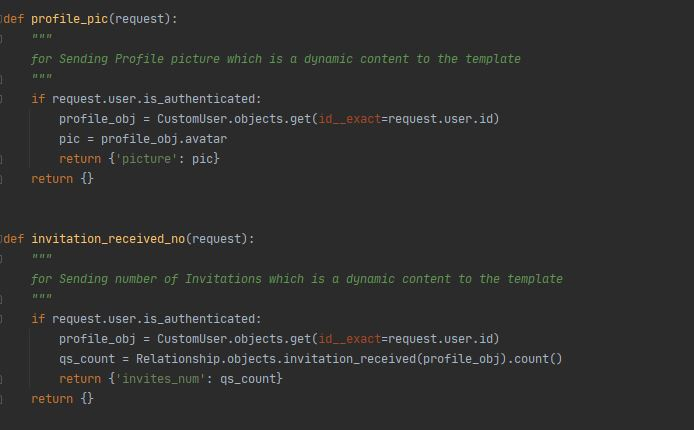 def profile_pic(request):
    """
    for Sending Profile picture which is a dynamic content to the template
    """
    if request.user.is_authenticated:
        profile_obj = CustomUser.objects.get(id__exact=request.user.id)
        pic = profile_obj.avatar
        return {'picture': pic}
    return {}
def invitation_received_no(request):
    """
    for Sending number of Invitations which is a dynamic content to the template
    """
    if request.user.is_authenticated:
        profile_obj = CustomUser.objects.get(id__exact=request.user.id)
        qs_count = Relationship.objects.invitation_received(profile_obj).count()
        return {'invites_num': qs_count}
    return {}